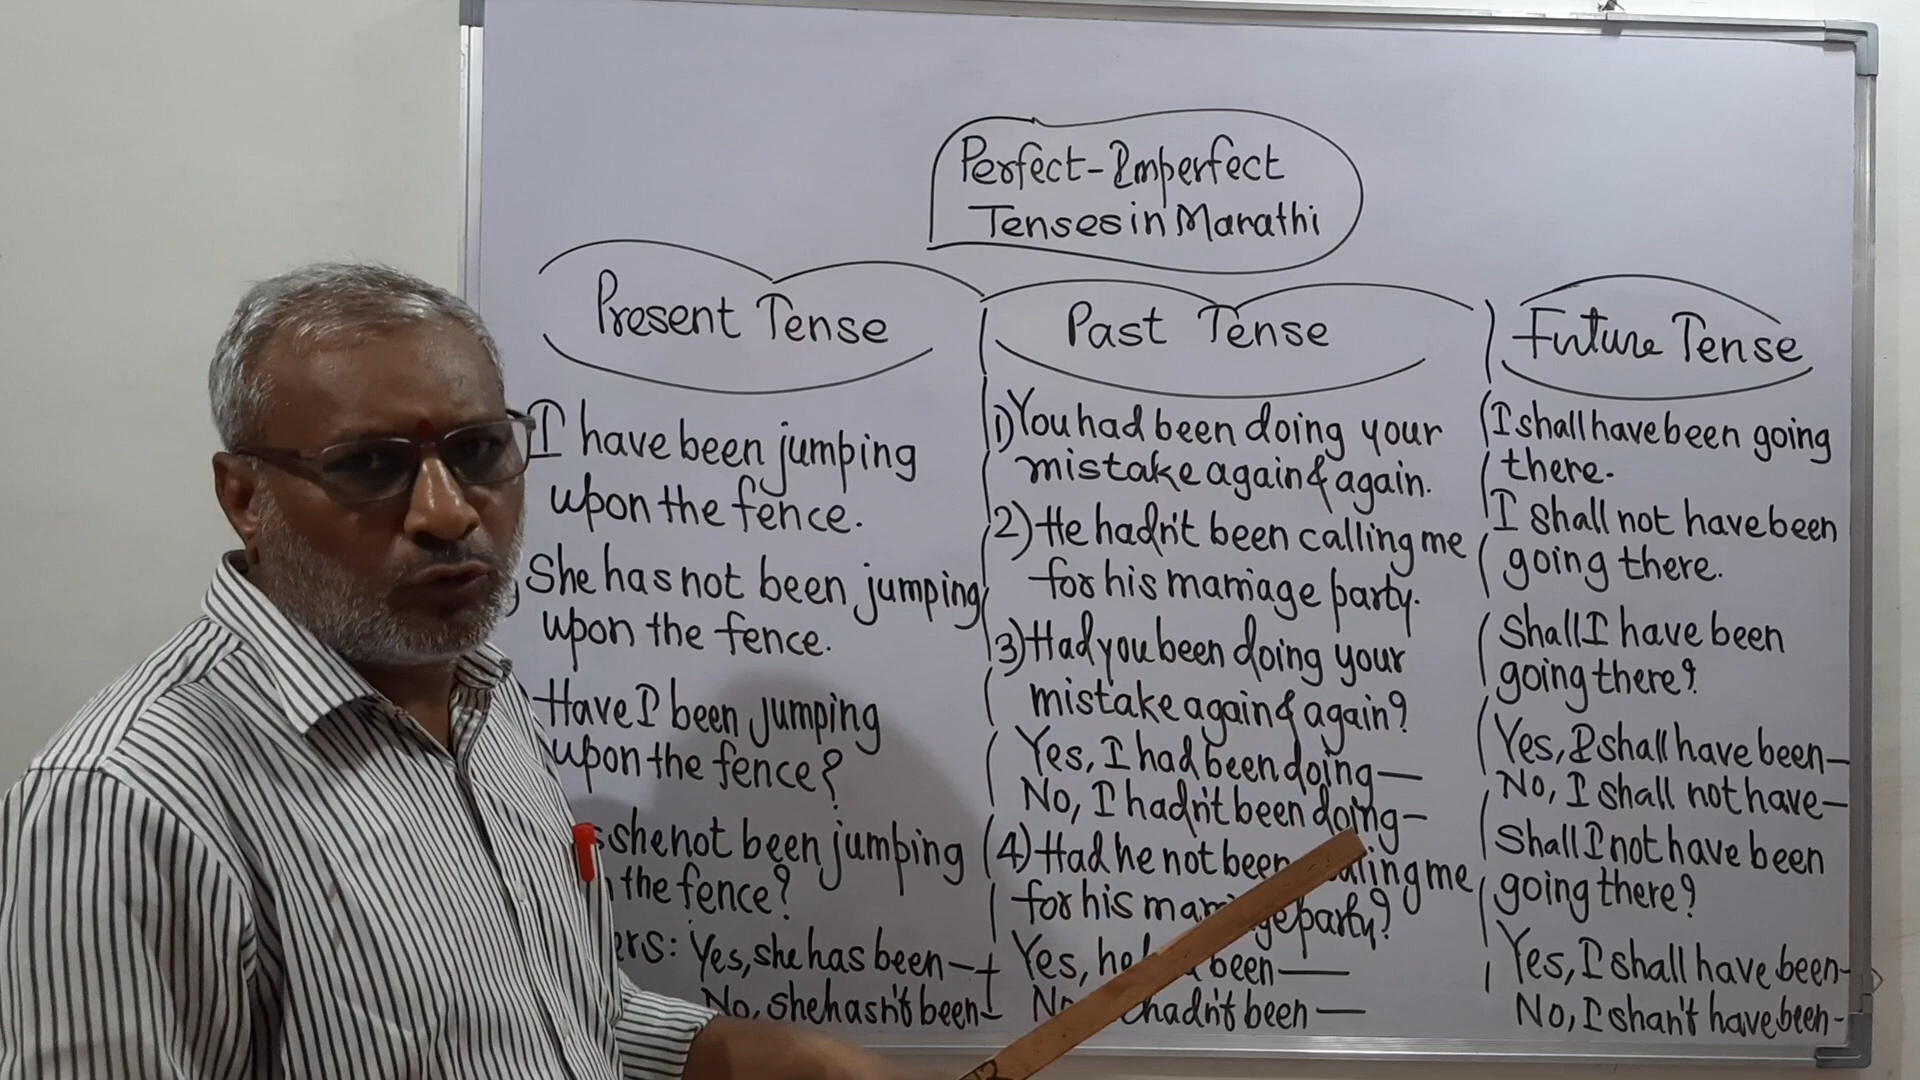 Perfect-Imperfect
Tenses in Marathi
Present Tense
I have been jumping
upon the fence.
She has not been jumping
upon the fence.
Have I been jumping
upon the fence?
she not been jumping
the fence?
Yes, she has been—
No, she hasn't been—
Past Tense
1) You had been doing your
mistake again & again.
2) He hadn't been calling me
for his marriage party.
3) Had you been doing your
mistake again & again?
Yes, I had been doing—
No, I hadn't been doing—
4) Had he not been calling me
for his marriage party?
Yes, he been—
hadn't been—
Future Tense
I shall have been going
there.
I shall not have been
going there.
Shall I have been
going there?
Yes, I shall have been—
No, I shall not have—
Shall I not have been
going there?
Yes, I shall have been-
No, I shan't have been-